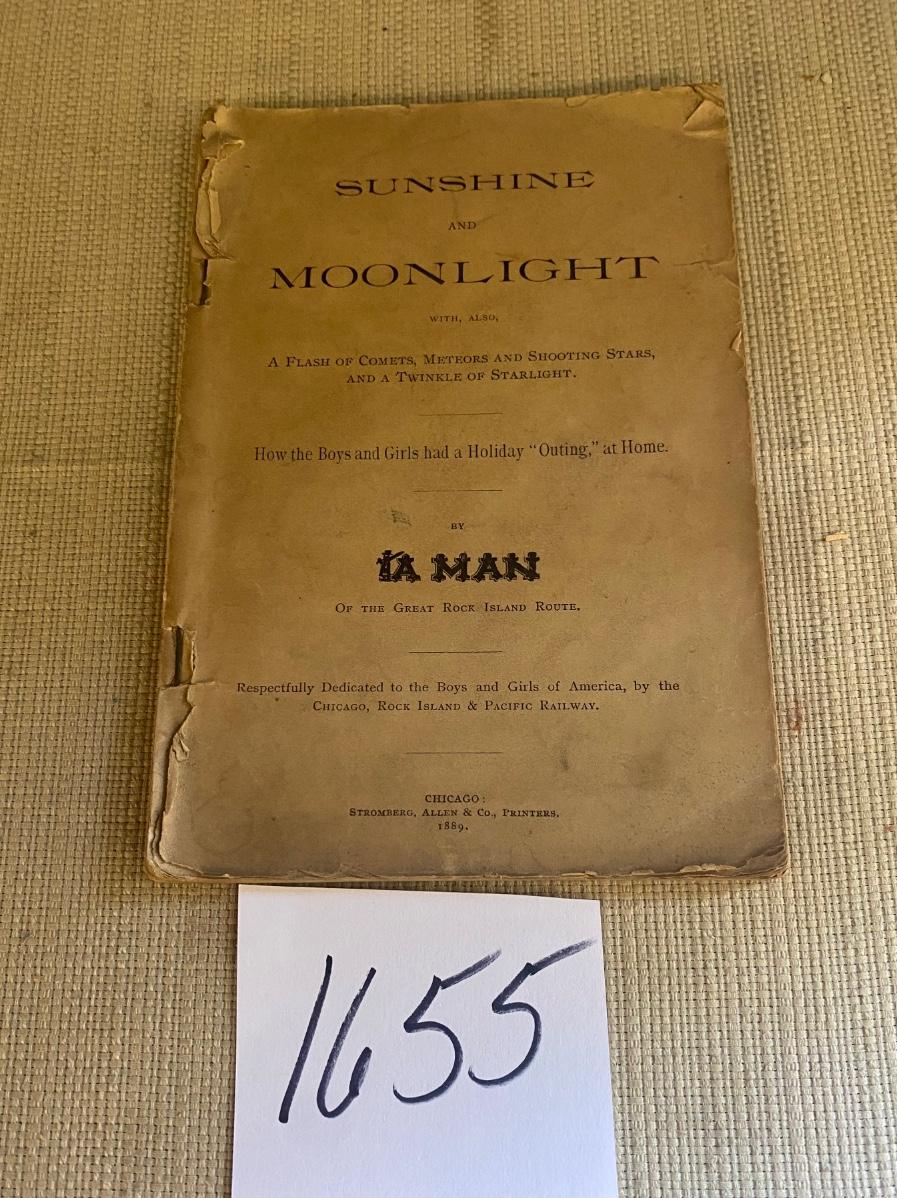 SUNSHINE
AND
MOONLIGHT
WITH, ALSO,
A FLASH OF COMETS, METEORS AND SHOOTING STARS,
AND A TWINKLE OF STARLIGHT.
How the Boys and Girls had a Holiday "Outing," at Home.
BY
A MAN
OF THE GREAT ROCK ISLAND ROUTE.
Respectfully Dedicated to the Boys and Girls of America, by the
CHICAGO, ROCK ISLAND & PACIFIC RAILWAY.
CHICAGO:
STROMBERG, ALLEN & CO., PRINTERS.
1889.
1655